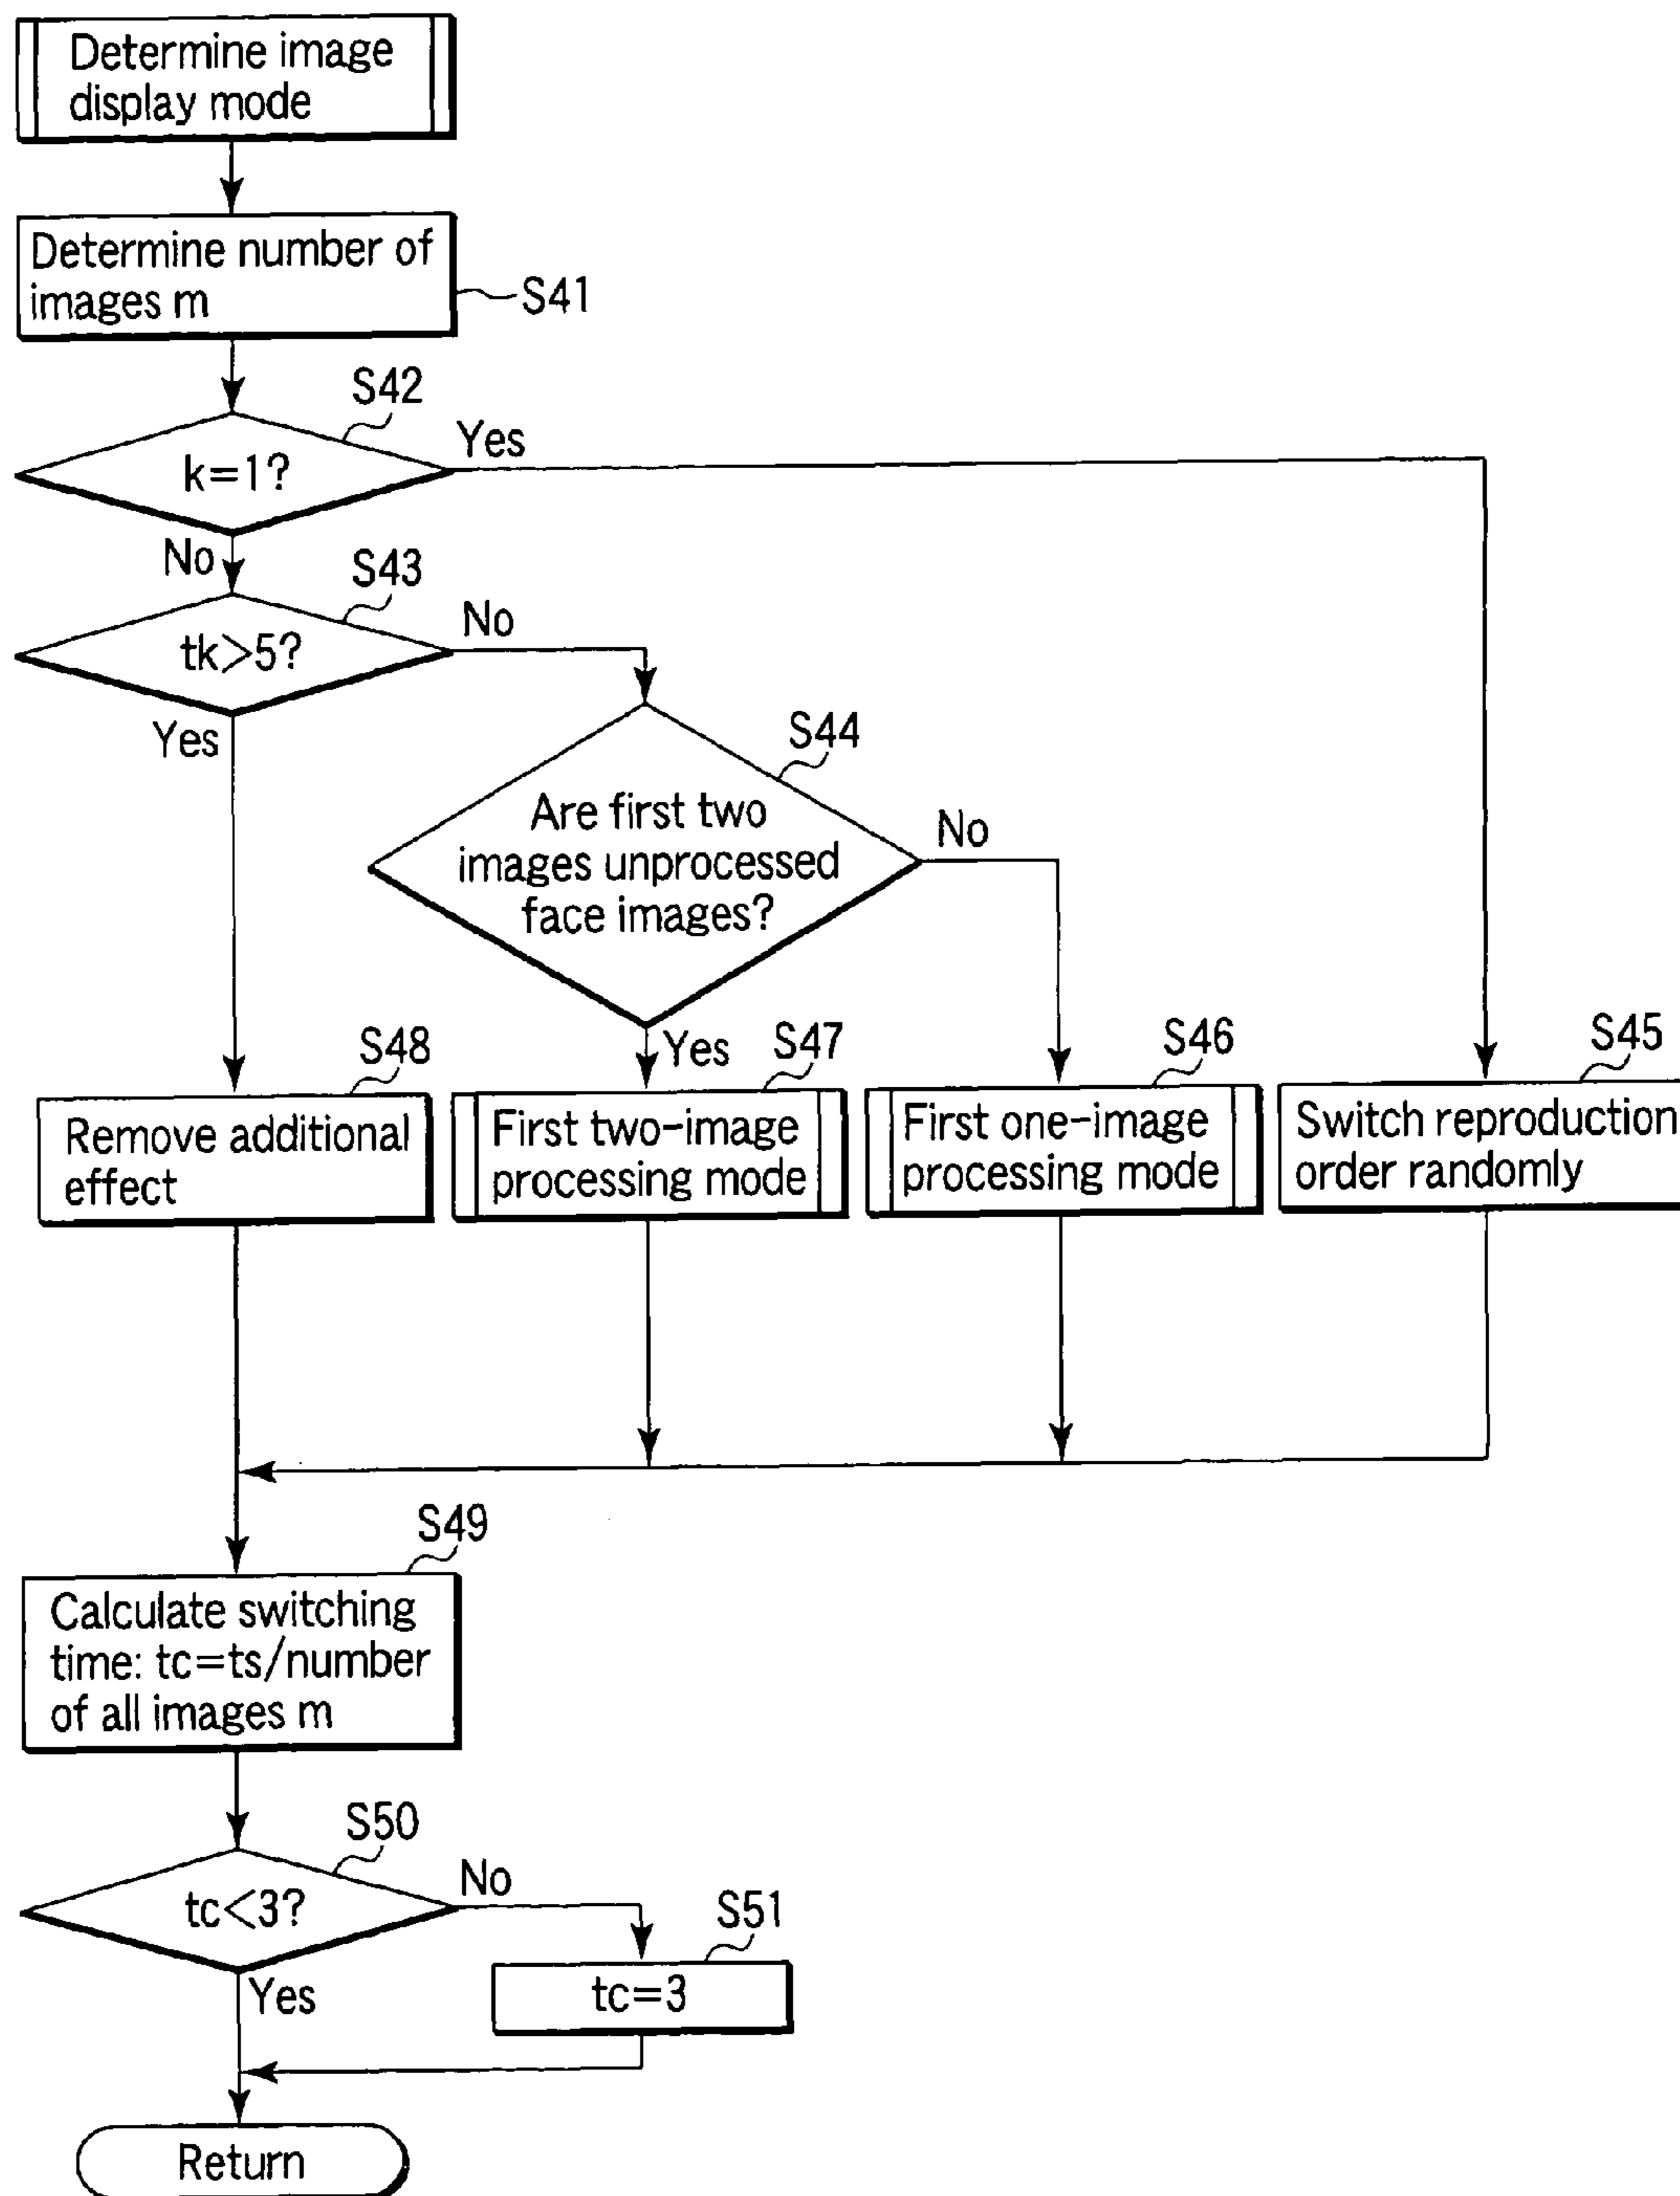 Determine image
display mode
Determine number of
images m
S41
S42
k=1?
Yes
No
S43
tk>5?
No
Yes
S44
Are first two
images unprocessed
face images?
No
Yes
S48
Remove additional
effect
S47
First two-image
processing mode
S46
First one-image
processing mode
S45
Switch reproduction
order randomly
S49
Calculate switching
time: tc=ts/number
of all images m
S50
tc<3?
No
Yes
S51
tc=3
Return